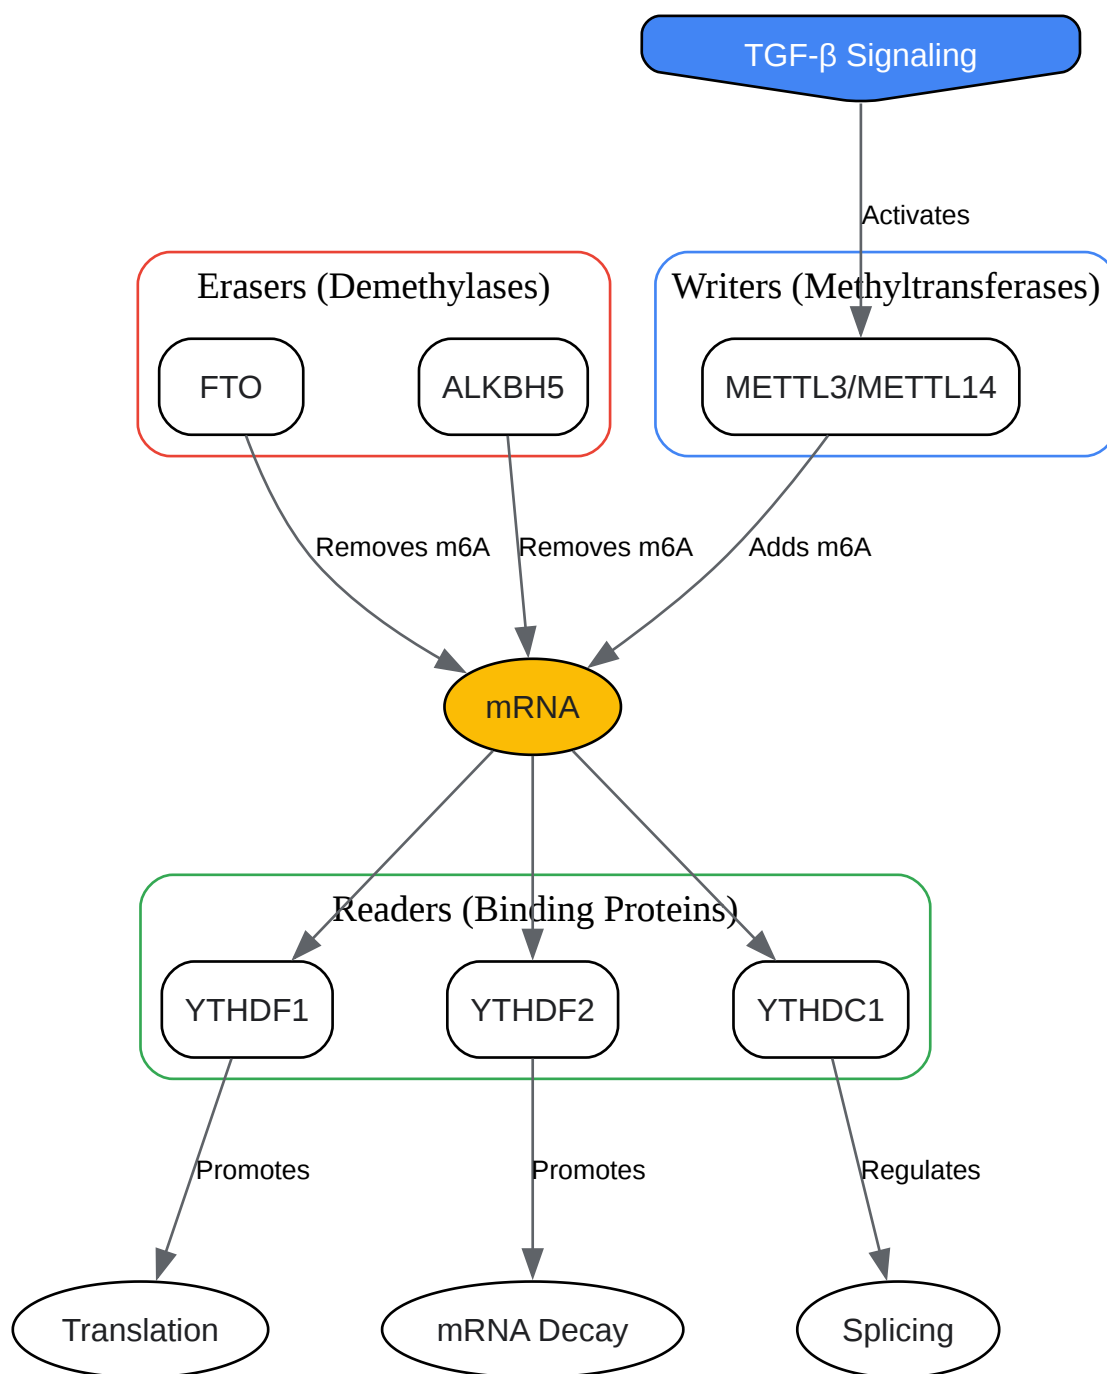 TGF-β Signaling
Activates
Erasers (Demethylases)
Writers (Methyltransferases)
FTO
ALKBH5
METTL3/METTL14
Removes m6A
Removes m6A
Adds m6A
mRNA
Readers (Binding Proteins)
YTHDF1
YTHDF2
YTHDC1
Promotes
Promotes
Regulates
Translation
mRNA Decay
Splicing